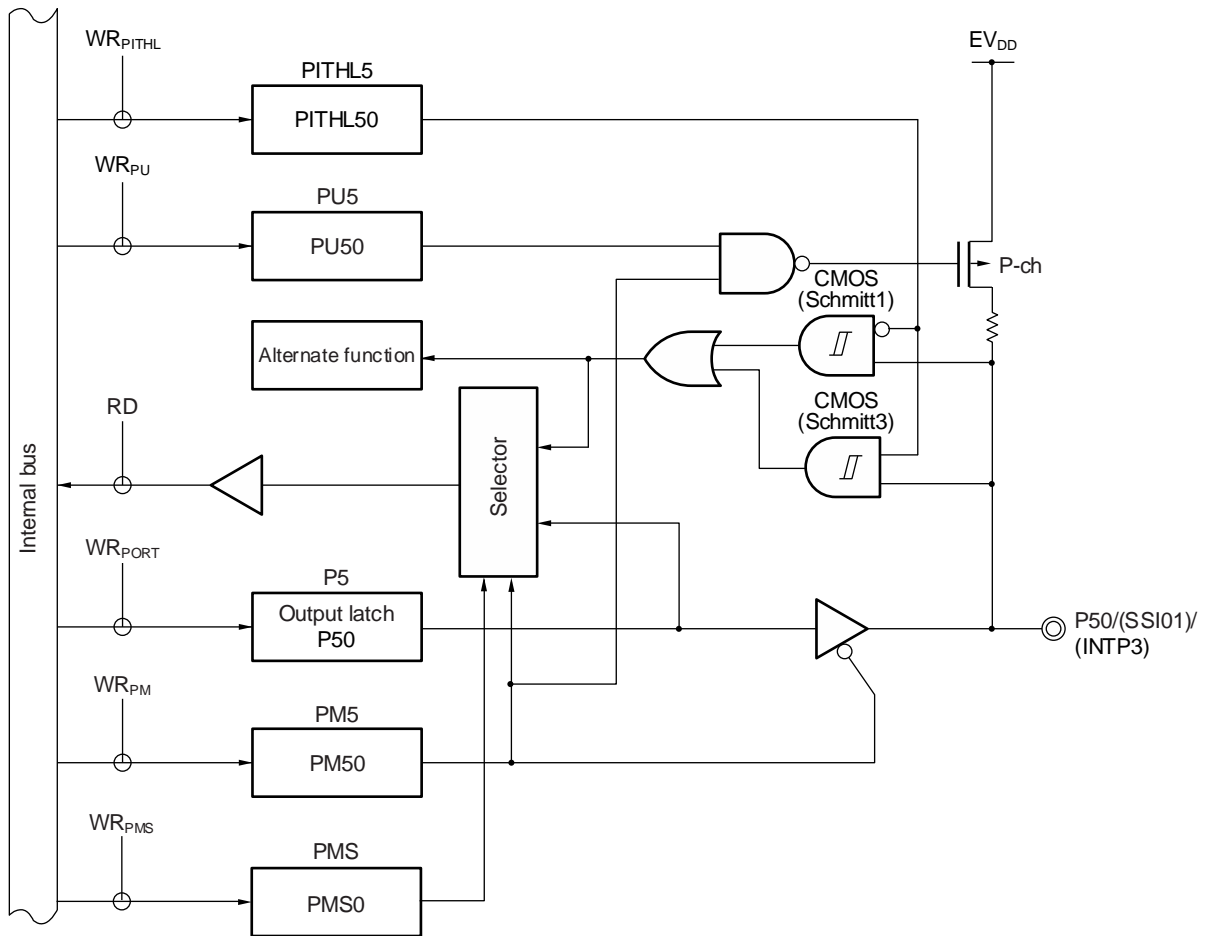 WRPITHL
EVDD
PITHL5
PITHL50
WRPU
PU5
PU50
P-ch
CMOS
(Schmitt1)
Alternate function
CMOS
(Schmitt3)
RD
Selector
Internal bus
WRPORT
P5
Output latch
P50
P50/(SSI01)/
(INTP3)
WRPM
PM5
PM50
WRPMS
PMS
PMS0